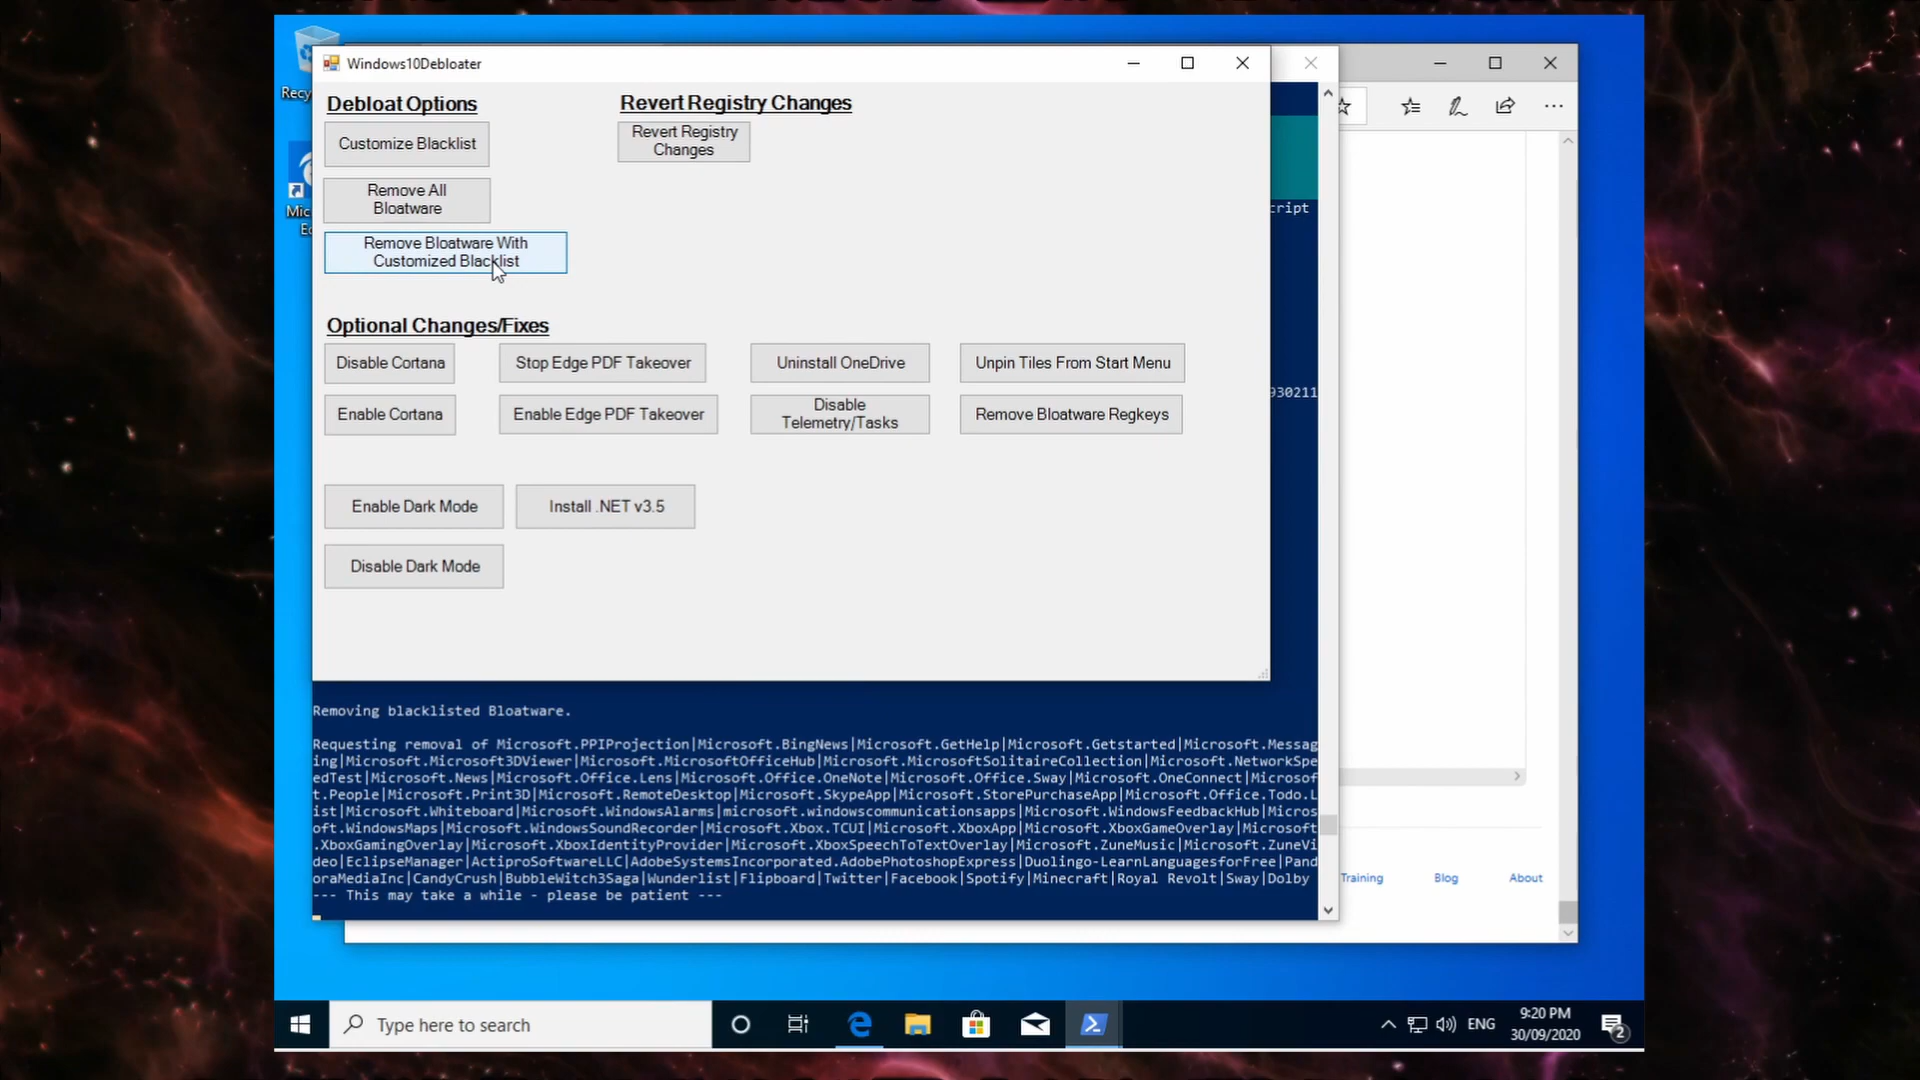 Windows10Debloater
Debloat Options
Revert Registry Changes
Customize Blacklist
Revert Registry
Changes
Remove All
Bloatware
Remove Bloatware With
Customized Blacklist
Optional Changes/Fixes
Disable Cortana
Stop Edge PDF Takeover
Uninstall OneDrive
Unpin Tiles From Start Menu
Enable Cortana
Enable Edge PDF Takeover
Disable
Telemetry/Tasks
Remove Bloatware Regkeys
Enable Dark Mode
Install .NET v3.5
Disable Dark Mode
Recy
Mic
Ed
cript
930211
Removing blacklisted Bloatware.
Requesting removal of Microsoft.PPIProjection|Microsoft.BingNews|Microsoft.GetHelp|Microsoft.Getstarted|Microsoft.Messag
ing|Microsoft.Microsoft3DViewer|Microsoft.MicrosoftOfficeHub|Microsoft.MicrosoftSolitaireCollection|Microsoft.NetworkSpe
edTest|Microsoft.News|Microsoft.Office.Lens|Microsoft.Office.OneNote|Microsoft.Office.Sway|Microsoft.OneConnect|Microsof
t.People|Microsoft.Print3D|Microsoft.RemoteDesktop|Microsoft.SkypeApp|Microsoft.StorePurchaseApp|Microsoft.Office.Todo.L
ist|Microsoft.Whiteboard|Microsoft.WindowsAlarms|microsoft.windowscommunicationsapps|Microsoft.WindowsFeedbackHub|Micros
oft.WindowsMaps|Microsoft.WindowsSoundRecorder|Microsoft.Xbox.TCUI|Microsoft.XboxApp|Microsoft.XboxGameOverlay|Microsoft
.XboxGamingOverlay|Microsoft.XboxIdentityProvider|Microsoft.XboxSpeechToTextOverlay|Microsoft.ZuneMusic|Microsoft.ZuneVi
deo|EclipseManager|ActiproSoftwareLLC|AdobeSystemsIncorporated.AdobePhotoshopExpress|Duolingo-LearnLanguagesforFree|Pand
oraMediaInc|CandyCrush|BubbleWitch3Saga|Wunderlist|Flipboard|Twitter|Facebook|Spotify|Minecraft|Royal Revolt|Sway|Dolby
--- This may take a while - please be patient ---
Training
Blog
About
Type here to search
ENG
9:20 PM
30/09/2020
2